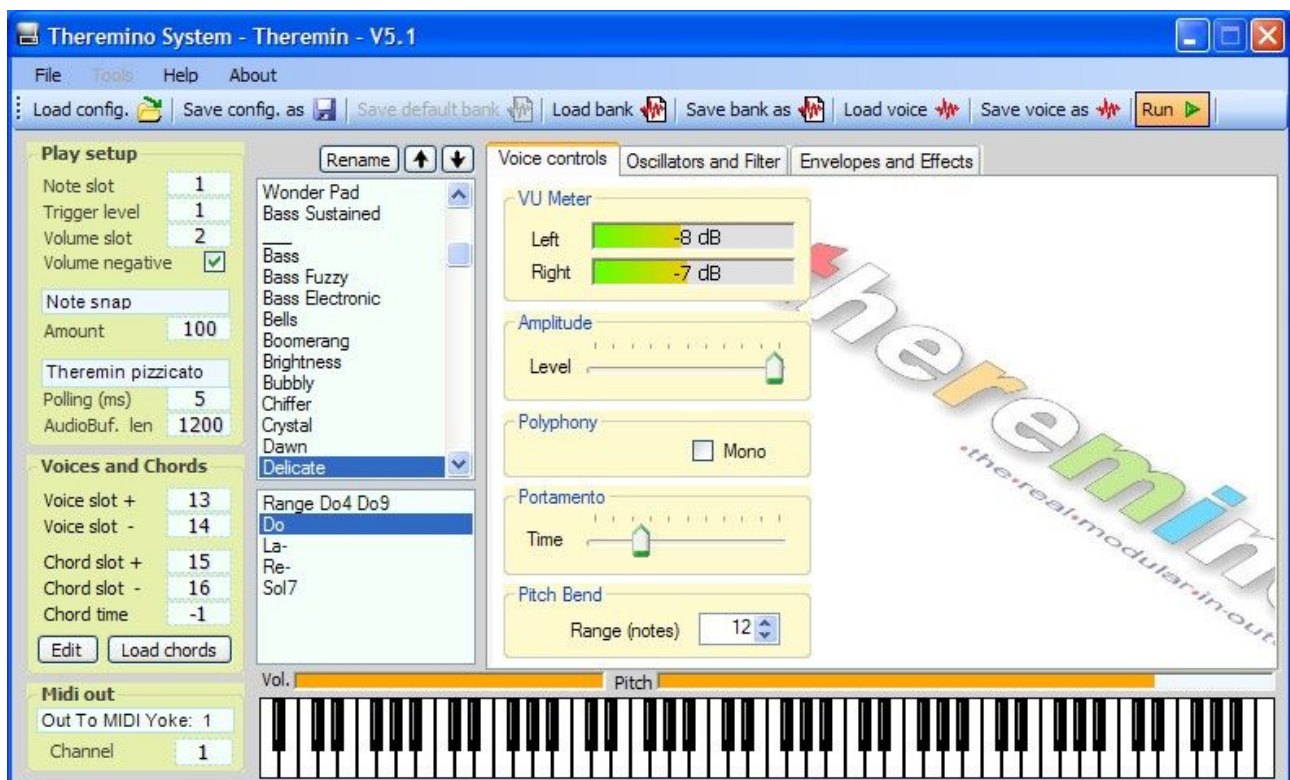 Theremino System - Theremin - V5.1
File Tools Help About
Load config. Save config. as Save default bank Load bank Save bank as Load voice Save voice as Run
Play setup
Note slot 1
Trigger level 1
Volume slot 2
Volume negative
Note snap
Amount 100
Theremin pizzicato
Polling (ms) 5
AudioBuf. len 1200
Voices and Chords
Voice slot + 13
Voice slot - 14
Chord slot + 15
Chord slot - 16
Chord time -1
Edit Load chords
Midi out
Out To MIDI Yoke: 1
Channel 1
Rename
Wonder Pad
Bass Sustained
___
Bass
Bass Fuzzy
Bass Electronic
Bells
Boomerang
Brightness
Bubbly
Chiffer
Crystal
Dawn
Delicate
Range Do4 Do9
Do
La-
Re-
Sol7
Voice controls Oscillators and Filter Envelopes and Effects
VU Meter
Left -8 dB
Right -7 dB
Amplitude
Level
Polyphony
Mono
Portamento
Time
Pitch Bend
Range (notes) 12
theremin
•the•real•modular•in•out
Vol. Pitch